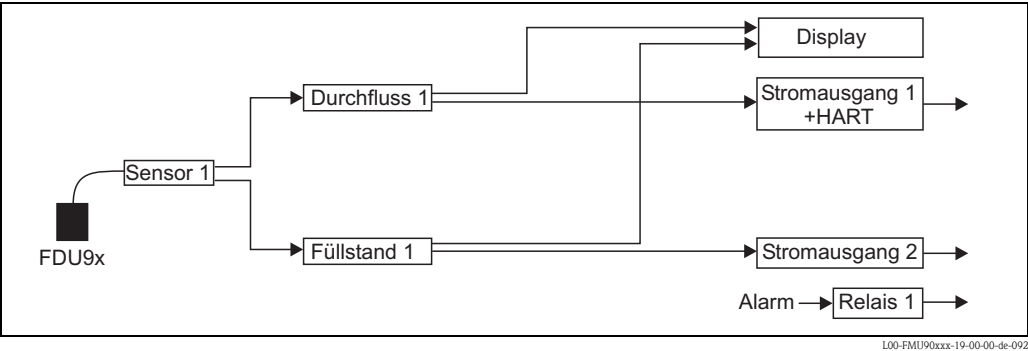 Display
Durchfluss 1
Stromausgang 1
+HART
Sensor 1
FDU9x
Füllstand 1
Stromausgang 2
Alarm
Relais 1
L00-FMU90xxx-19-00-00-de-092